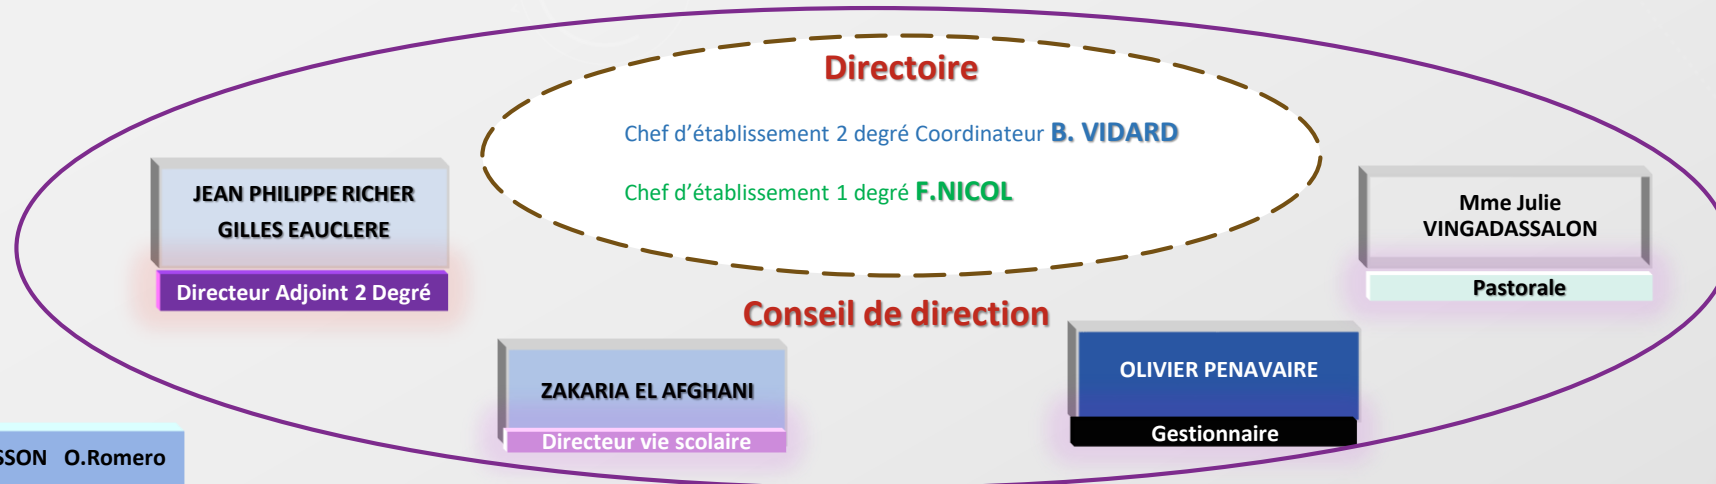 Directoire
Chef d'établissement 2 degré Coordinateur B. VIDARD
Chef d'établissement 1 degré F.NICOL
JEAN PHILIPPE RICHER
GILLES EAUCLERE
Directeur Adjoint 2 Degré
Mme Julie
VINGADASSALON
Pastorale
Conseil de direction
ZAKARIA EL AFGHANI
Directeur vie scolaire
OLIVIER PENAVAIRE
Gestionnaire
O.Romero